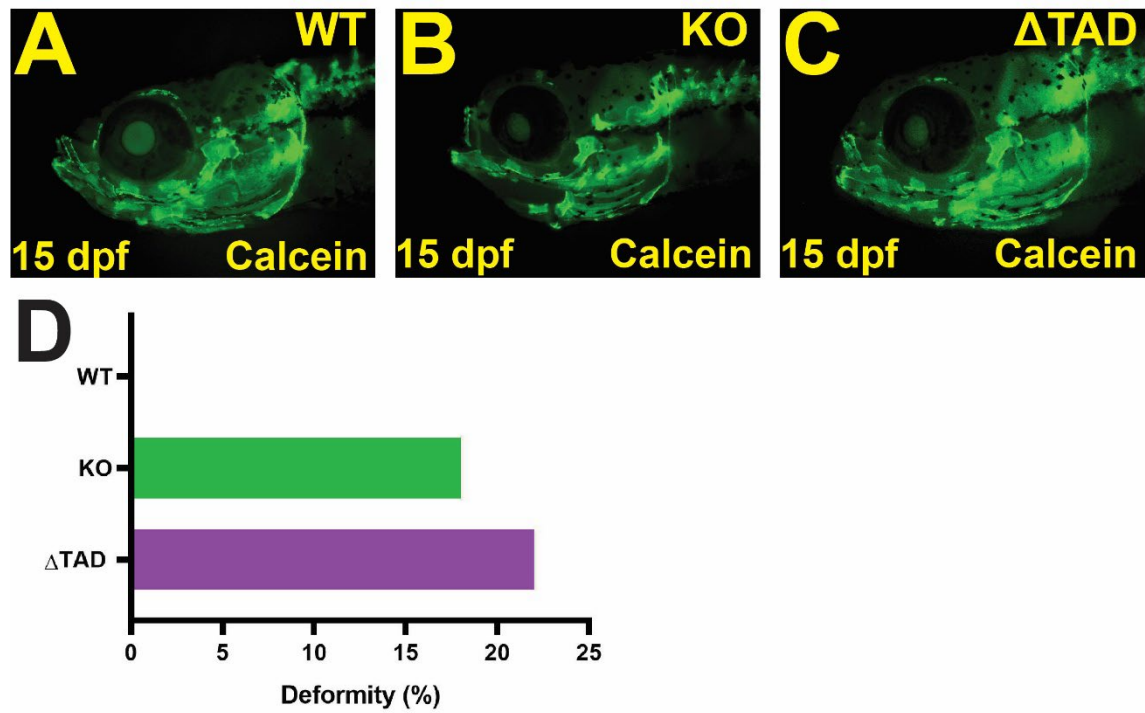 A WT
15 dpf Calcein
B KO
15 dpf Calcein
C ΔTAD
15 dpf Calcein
D
WT
KO
ΔTAD
0 5 10 15 20 25
Deformity (%)